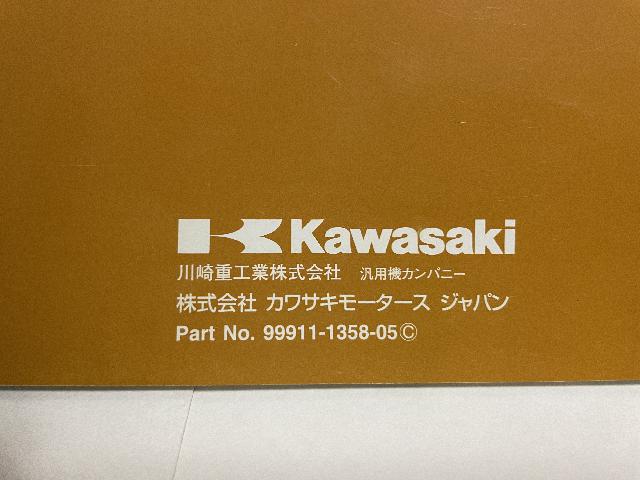 Kawasaki
川崎重工業株式会社 汎用機カンパニー
株式会社 カワサキモータース ジャパン
Part No. 99911-1358-05Ⓒ